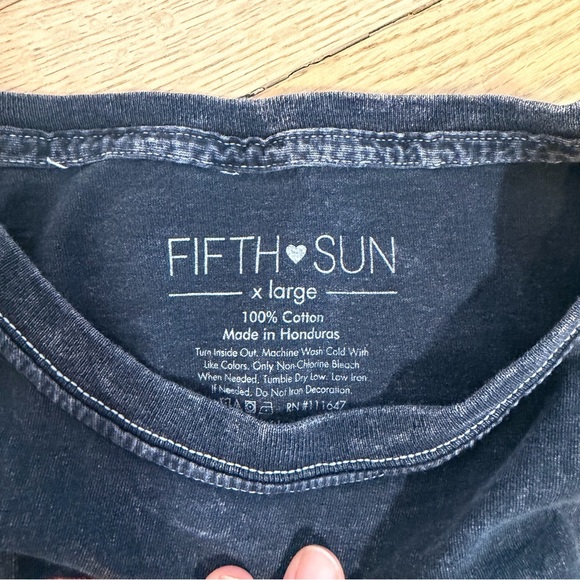 FIFTH♥SUN
x large
100% Cotton
Made in Honduras
Turn Inside Out. Machine Wash Cold With
Like Colors. Only Non-Chlorine Bleach
When Needed. Tumble Dry Low. Low Iron
If Needed. Do Not Iron Decoration.
RN #111647